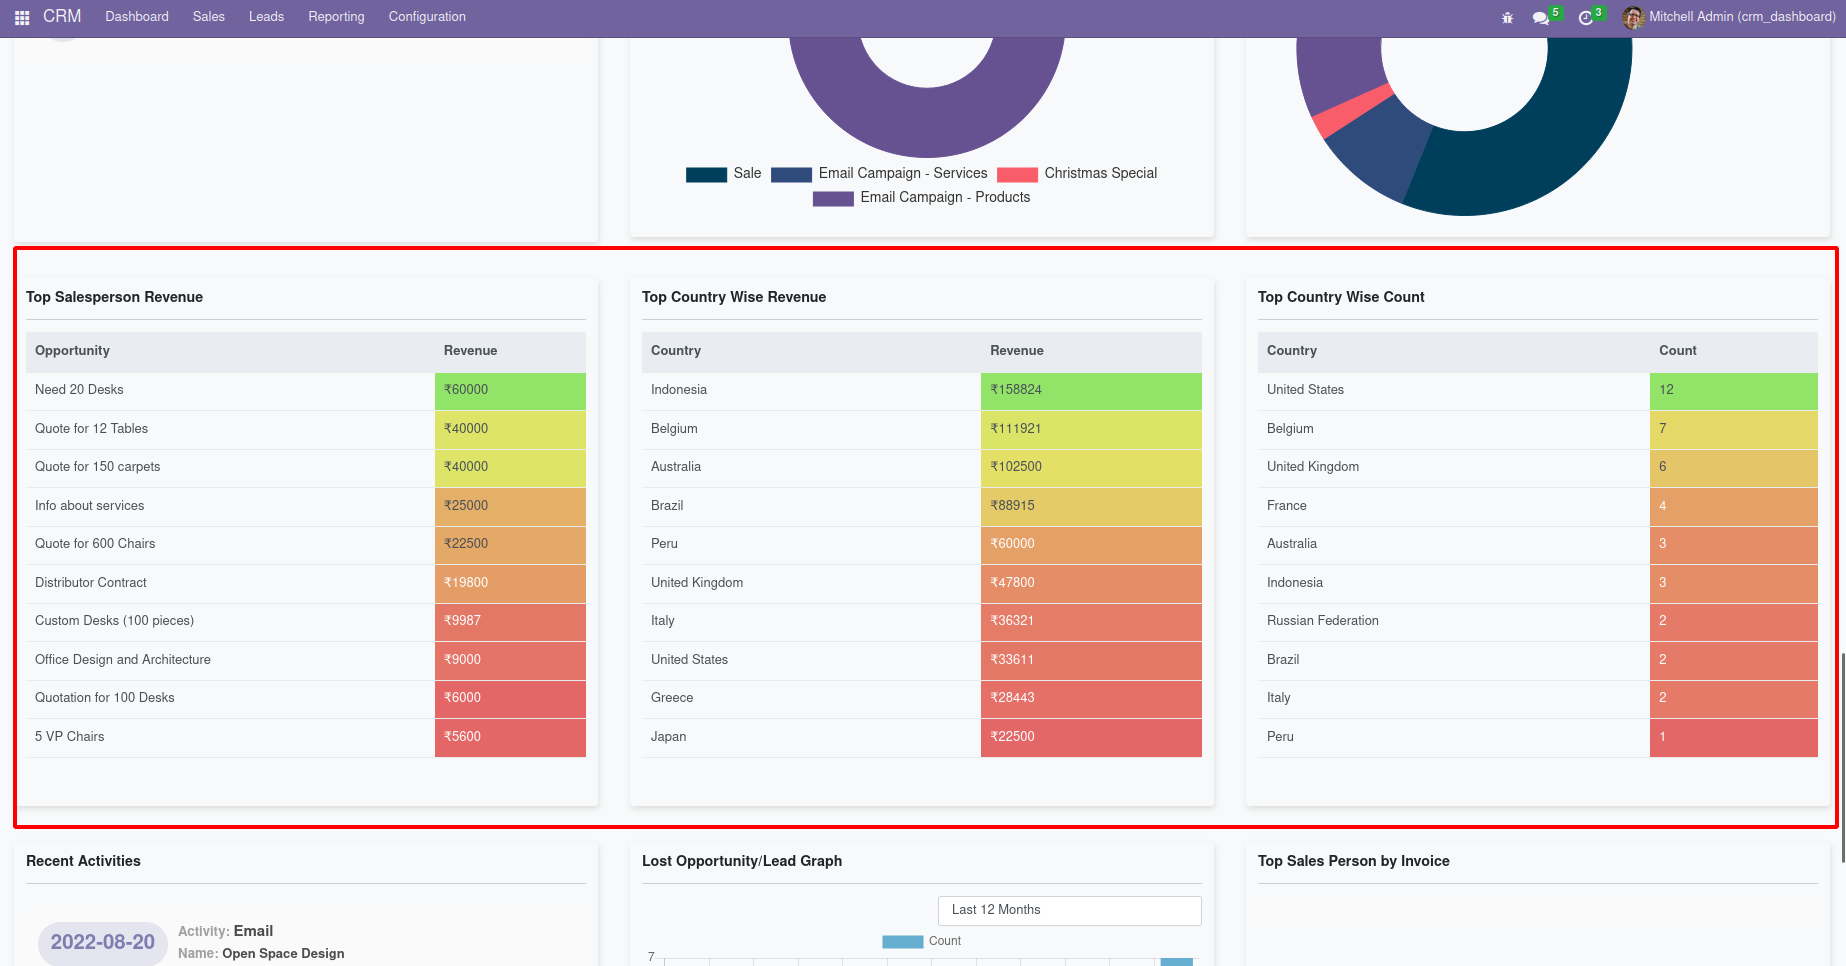 CRM Dashboard Sales Leads Reporting Configuration 5 3 Mitchell Admin (crm_dashboard)
Sale Email Campaign - Services Christmas Special
Email Campaign - Products
Top Salesperson Revenue
Opportunity Revenue
Need 20 Desks ₹60000
Quote for 12 Tables ₹40000
Quote for 150 carpets ₹40000
Info about services ₹25000
Quote for 600 Chairs ₹22500
Distributor Contract ₹19800
Custom Desks (100 pieces) ₹9987
Office Design and Architecture ₹9000
Quotation for 100 Desks ₹6000
5 VP Chairs ₹5600
Top Country Wise Revenue
Country Revenue
Indonesia ₹158824
Belgium ₹111921
Australia ₹102500
Brazil ₹88915
Peru ₹60000
United Kingdom ₹47800
Italy ₹36321
United States ₹33611
Greece ₹28443
Japan ₹22500
Top Country Wise Count
Country Count
United States 12
Belgium 7
United Kingdom 6
France 4
Australia 3
Indonesia 3
Russian Federation 2
Brazil 2
Italy 2
Peru 1
Recent Activities
2022-08-20
Activity: Email
Name: Open Space Design
Lost Opportunity/Lead Graph
Last 12 Months
Count
7
Top Sales Person by Invoice